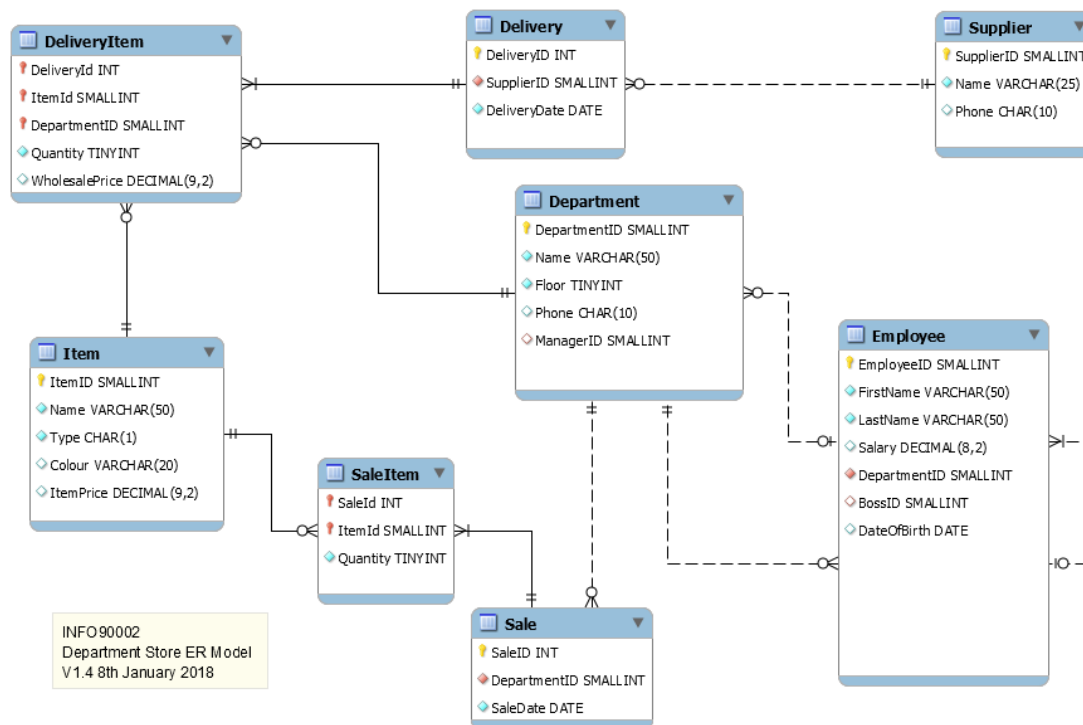 DeliveryItem
DeliveryId INT
ItemId SMALLINT
DepartmentID SMALLINT
Quantity TINYINT
WholesalePrice DECIMAL(9,2)
Delivery
DeliveryID INT
SupplierID SMALLINT
DeliveryDate DATE
Supplier
SupplierID SMALLINT
Name VARCHAR(25)
Phone CHAR(10)
Department
DepartmentID SMALLINT
Name VARCHAR(50)
Floor TINYINT
Phone CHAR(10)
ManagerID SMALLINT
Item
ItemID SMALLINT
Name VARCHAR(50)
Type CHAR(1)
Colour VARCHAR(20)
ItemPrice DECIMAL(9,2)
Employee
EmployeeID SMALLINT
FirstName VARCHAR(50)
LastName VARCHAR(50)
Salary DECIMAL(8,2)
DepartmentID SMALLINT
BossID SMALLINT
DateOfBirth DATE
SaleItem
SaleId INT
ItemId SMALLINT
Quantity TINYINT
Sale
SaleID INT
DepartmentID SMALLINT
SaleDate DATE
INFO90002
Department Store ER Model
V1.4 8th January 2018